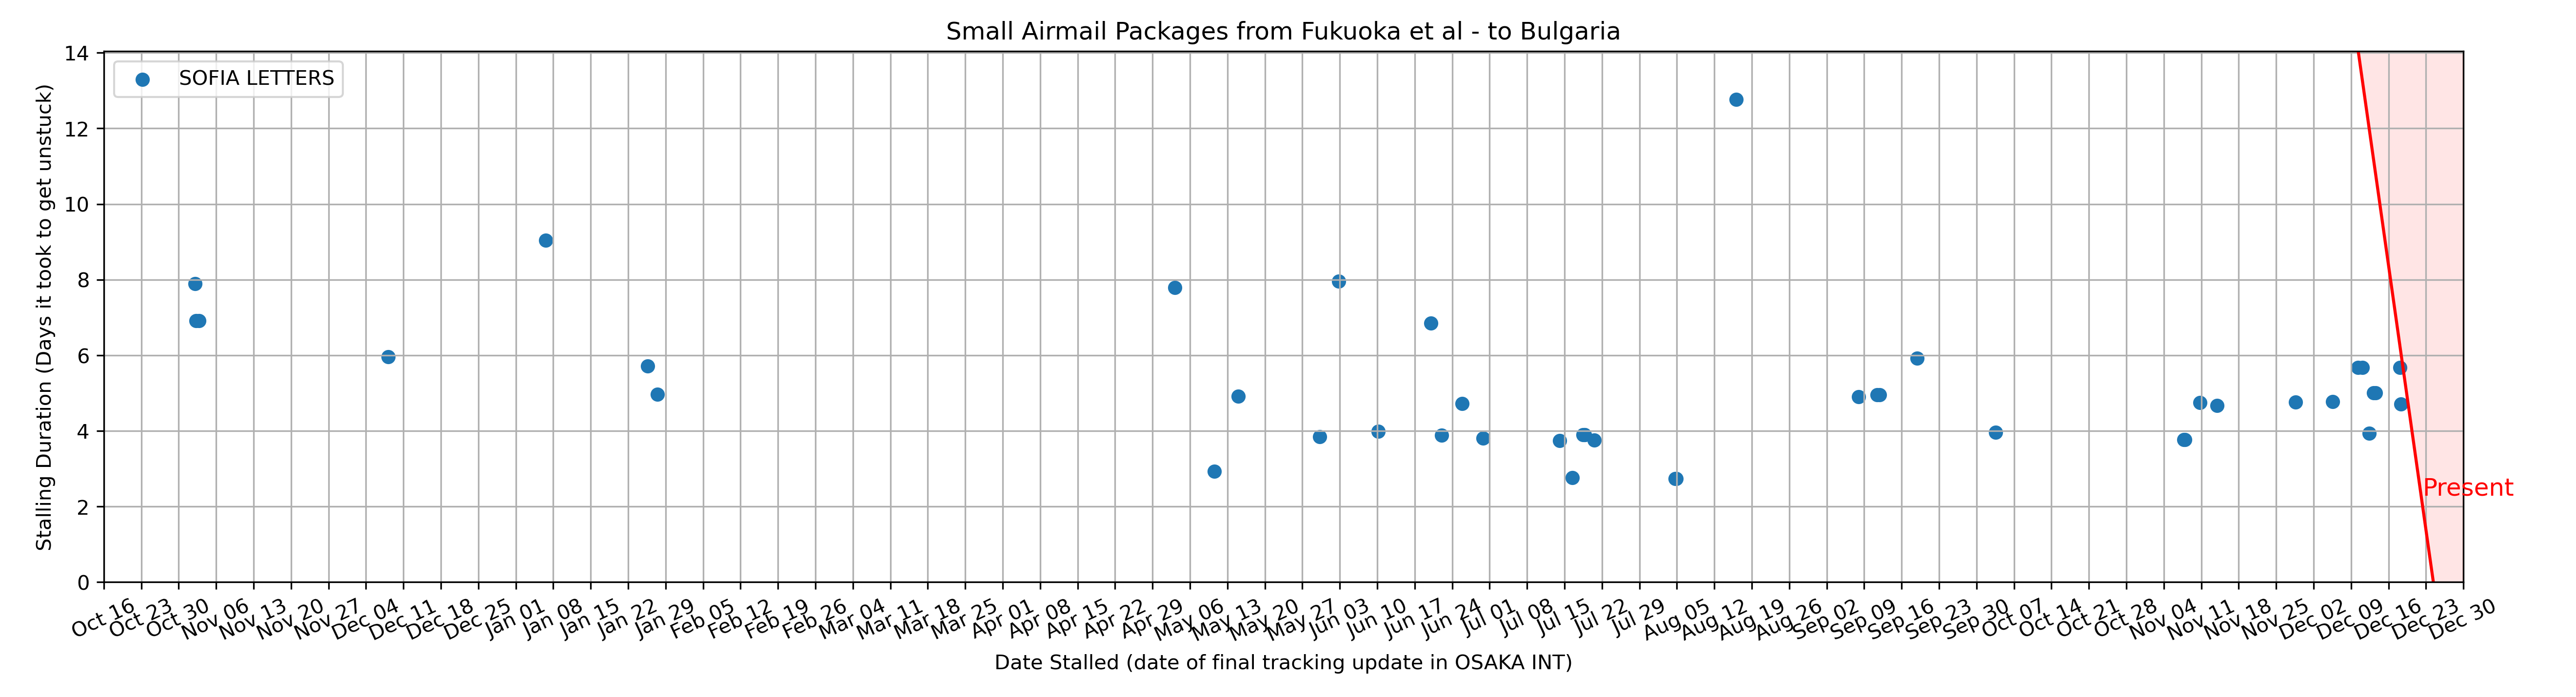 Small Airmail Packages from Fukuoka et al - to Bulgaria
SOFIA LETTERS
Stalling Duration (Days it took to get unstuck)
14
12
10
8
6
4
2
0
Present
Oct 16
Oct 23
Oct 30
Nov 06
Nov 13
Nov 20
Nov 27
Dec 04
Dec 11
Dec 18
Dec 25
Jan 01
Jan 08
Jan 15
Jan 22
Jan 29
Feb 05
Feb 12
Feb 19
Feb 26
Mar 04
Mar 11
Mar 18
Mar 25
Apr 01
Apr 08
Apr 15
Apr 22
Apr 29
May 06
May 13
May 20
May 27
Jun 03
Jun 10
Jun 17
Jun 24
Jul 01
Jul 08
Jul 15
Jul 22
Jul 29
Aug 05
Aug 12
Aug 19
Aug 26
Sep 02
Sep 09
Sep 16
Sep 23
Sep 30
Oct 07
Oct 14
Oct 21
Oct 28
Nov 04
Nov 11
Nov 18
Nov 25
Dec 02
Dec 09
Dec 16
Dec 23
Dec 30
Date Stalled (date of final tracking update in OSAKA INT)